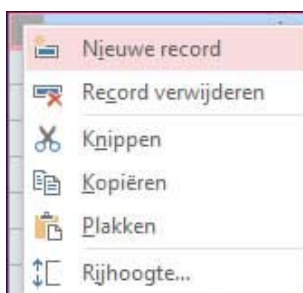 Nieuwe record
Record verwijderen
Knippen
Kopiëren
Plakken
Rijhoogte...